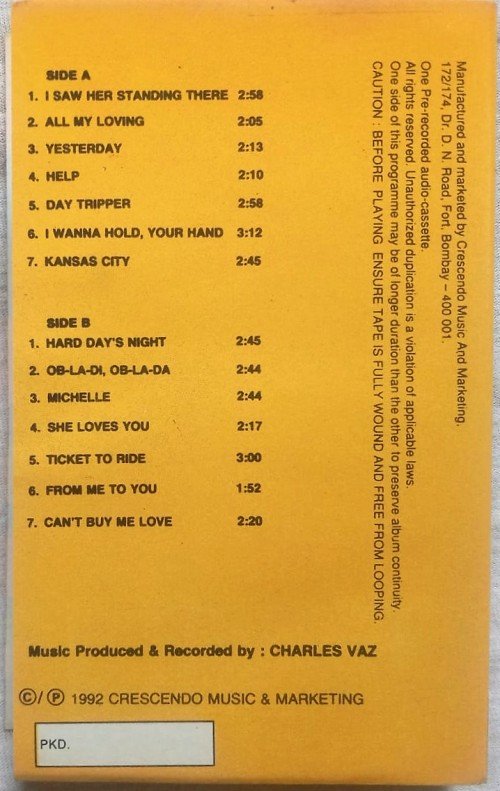 SIDE A
1. I SAW HER STANDING THERE 2:58
2. ALL MY LOVING 2:05
3. YESTERDAY 2:13
4. HELP 2:10
5. DAY TRIPPER 2:58
6. I WANNA HOLD, YOUR HAND 3:12
7. KANSAS CITY 2:45
SIDE B
1. HARD DAY'S NIGHT 2:45
2. OB-LA-DI, OB-LA-DA 2:44
3. MICHELLE 2:44
4. SHE LOVES YOU 2:17
5. TICKET TO RIDE 3:00
6. FROM ME TO YOU 1:52
7. CAN'T BUY ME LOVE 2:20
Music Produced & Recorded by : CHARLES VAZ
©/℗ 1992 CRESCENDO MUSIC & MARKETING
PKD.
Manufactured and marketed by Crescendo Music And Marketing,
172/174, Dr. D. N. Road, Fort, Bombay – 400 001.
One Pre-recorded audio-cassette.
All rights reserved. Unauthorized duplication is a violation of applicable laws.
One side of this programme may be of longer duration than the other to preserve album continuity.
CAUTION : BEFORE PLAYING ENSURE TAPE IS FULLY WOUND AND FREE FROM LOOPING.